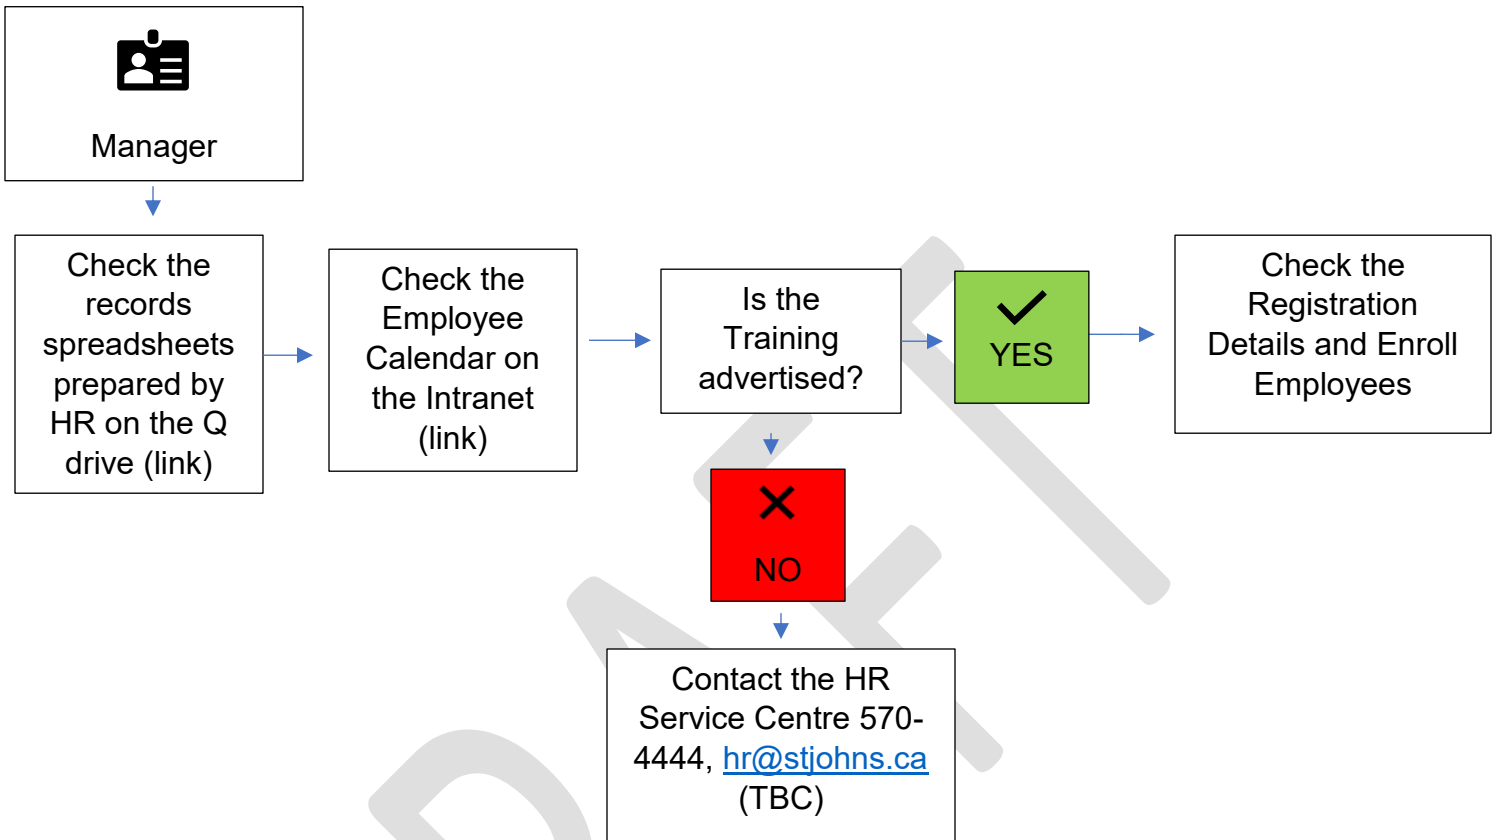 Manager
Check the
records
spreadsheets
prepared by
HR on the Q
drive (link)
Check the
Employee
Calendar on
the Intranet
(link)
Is the
Training
advertised?
YES
Check the
Registration
Details and Enroll
Employees
NO
Contact the HR
Service Centre 570-
4444, hr@stjohns.ca
(TBC)
DRAFT